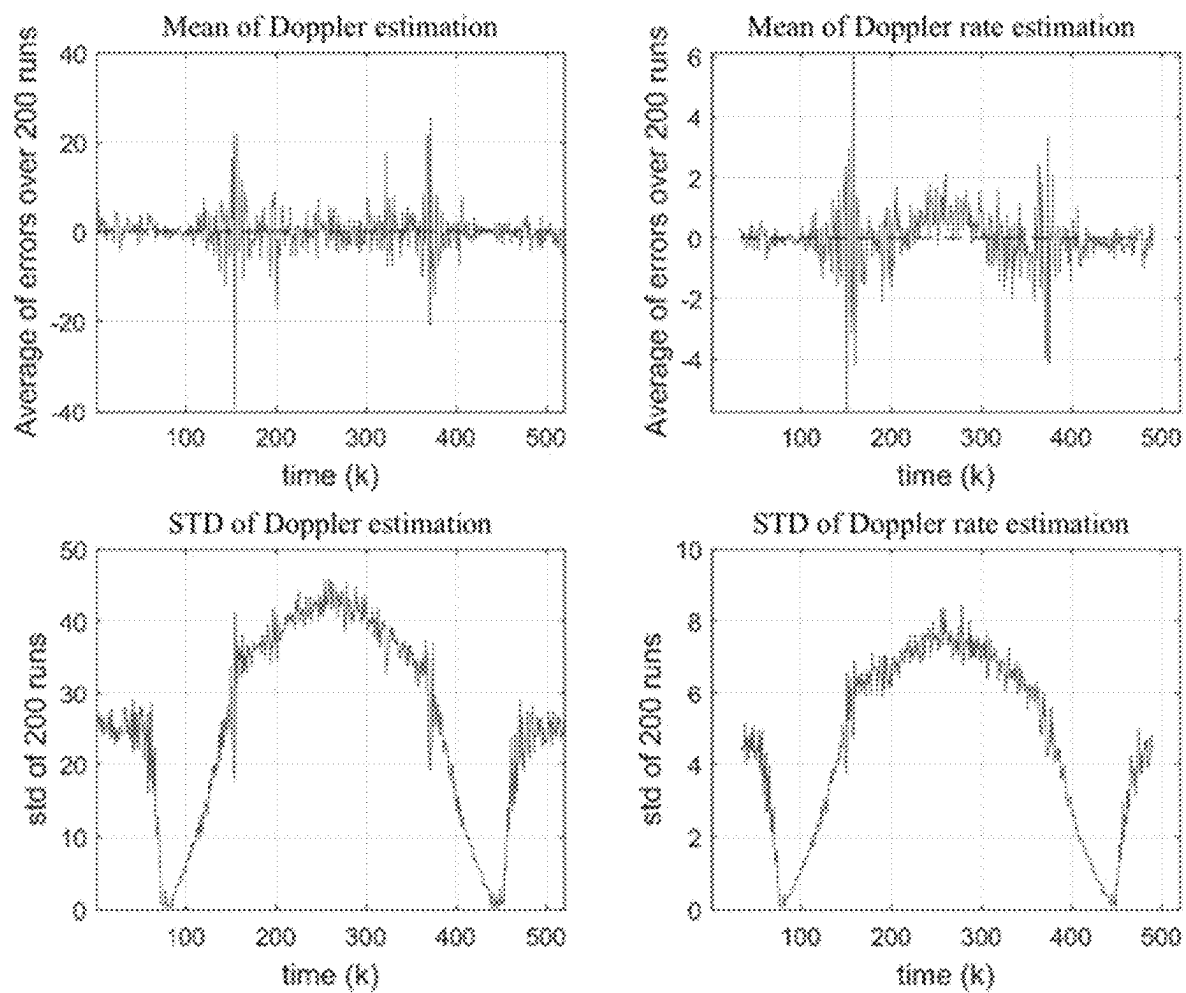 Mean of Doppler estimation
Average of errors over 200 runs
40
20
0
-20
-40
100 200 300 400 500
time (k)
Mean of Doppler rate estimation
Average of errors over 200 runs
6
4
2
0
-2
-4
100 200 300 400 500
time (k)
STD of Doppler estimation
std of 200 runs
50
40
30
20
10
0
100 200 300 400 500
time (k)
STD of Doppler rate estimation
std of 200 runs
10
8
6
4
2
0
100 200 300 400 500
time (k)